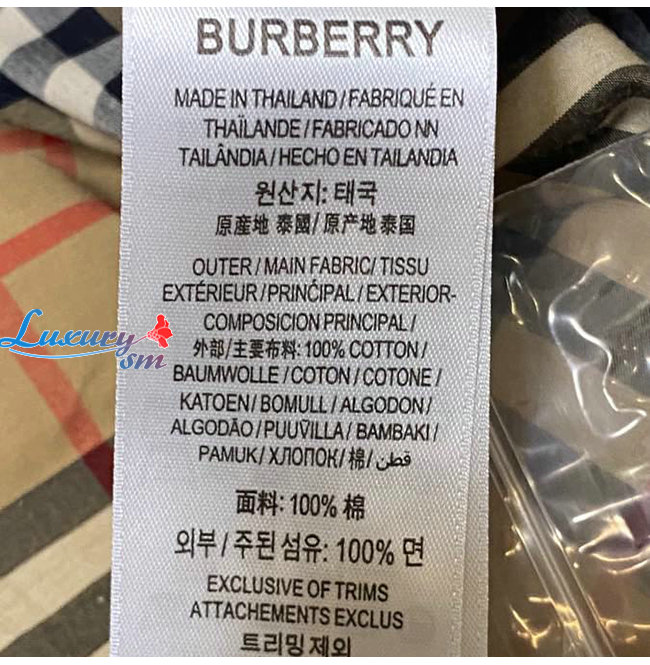 BURBERRY
MADE IN THAILAND / FABRIQUÉ EN
THAÏLANDE / FABRICADO NN
TAILÂNDIA / HECHO EN TAILANDIA
원산지: 태국
原産地 泰國 / 原产地泰国
OUTER / MAIN FABRIC / TISSU
EXTÉRIEUR / PRINĆIPAL / EXTERIOR-
COMPOSICION PRINCIPAL /
外部/主要布料: 100% COTTON /
BAUMWOLLE / COTON / COTONE /
KATOEN / BOMULL / ALGODON /
ALGODÃO / PUUṼILLA / BAMBAKI /
PAMUK / ХЛОПОК / 棉 / قطن
面料: 100% 棉
외부 / 주된 섬유: 100% 면
EXCLUSIVE OF TRIMS
ATTACHEMENTS EXCLUS
트리밍 제외
Luxury
sm